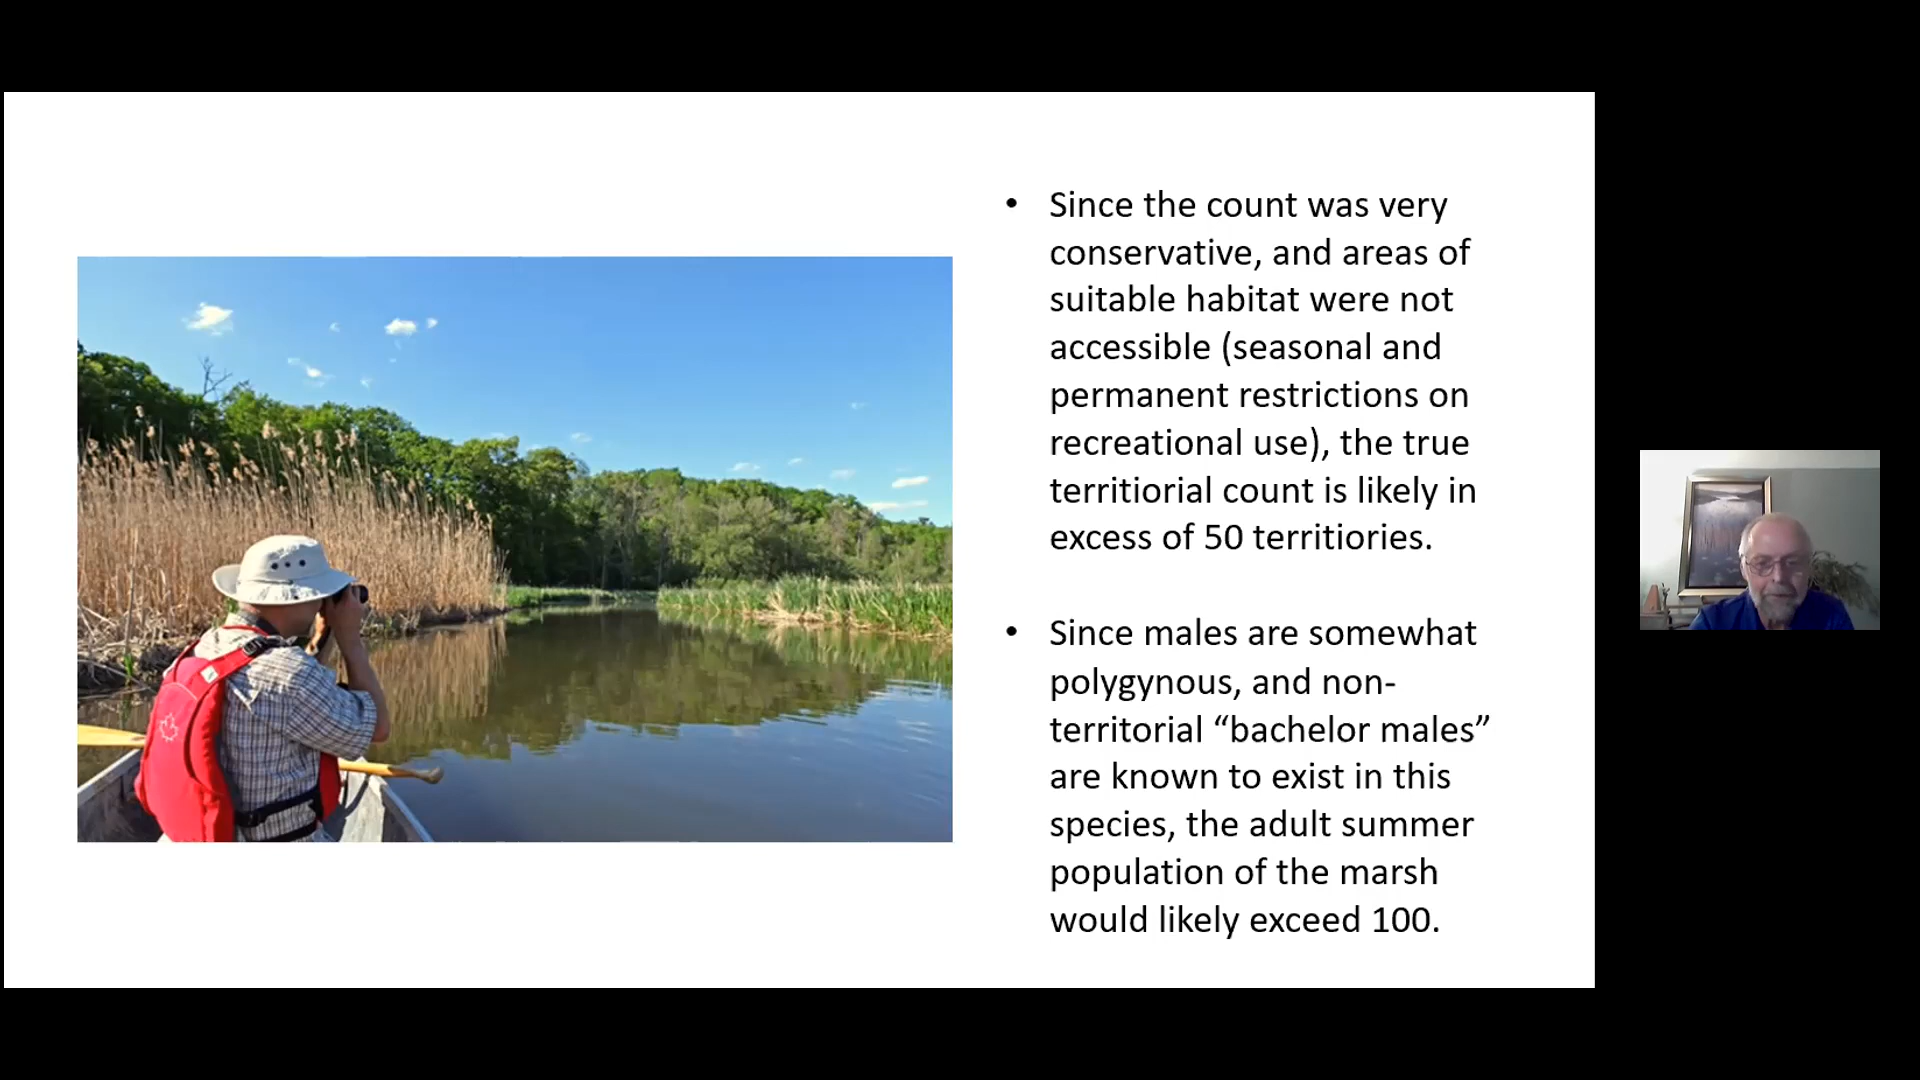 • Since the count was very
conservative, and areas of
suitable habitat were not
accessible (seasonal and
permanent restrictions on
recreational use), the true
territiorial count is likely in
excess of 50 territiories.
• Since males are somewhat
polygynous, and non-
territorial “bachelor males”
are known to exist in this
species, the adult summer
population of the marsh
would likely exceed 100.